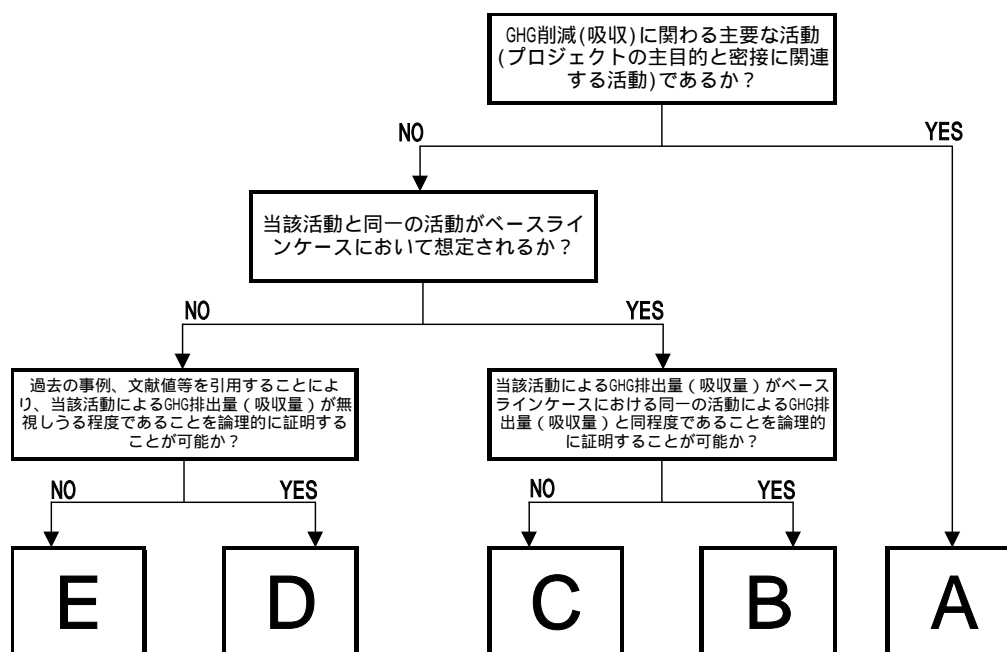 GHG削減(吸収)に関わる主要な活動
(プロジェクトの主目的と密接に関連
する活動)であるか？
NO
YES
当該活動と同一の活動がベースライ
ンケースにおいて想定されるか？
NO
YES
過去の事例、文献値等を引用することによ
り、当該活動によるGHG排出量（吸収量）が無
視しうる程度であることを論理的に証明する
ことが可能か？
当該活動によるGHG排出量（吸収量）がベース
ラインケースにおける同一の活動によるGHG排
出量（吸収量）と同程度であることを論理的
に証明することが可能か？
NO
YES
NO
YES
E
D
C
B
A